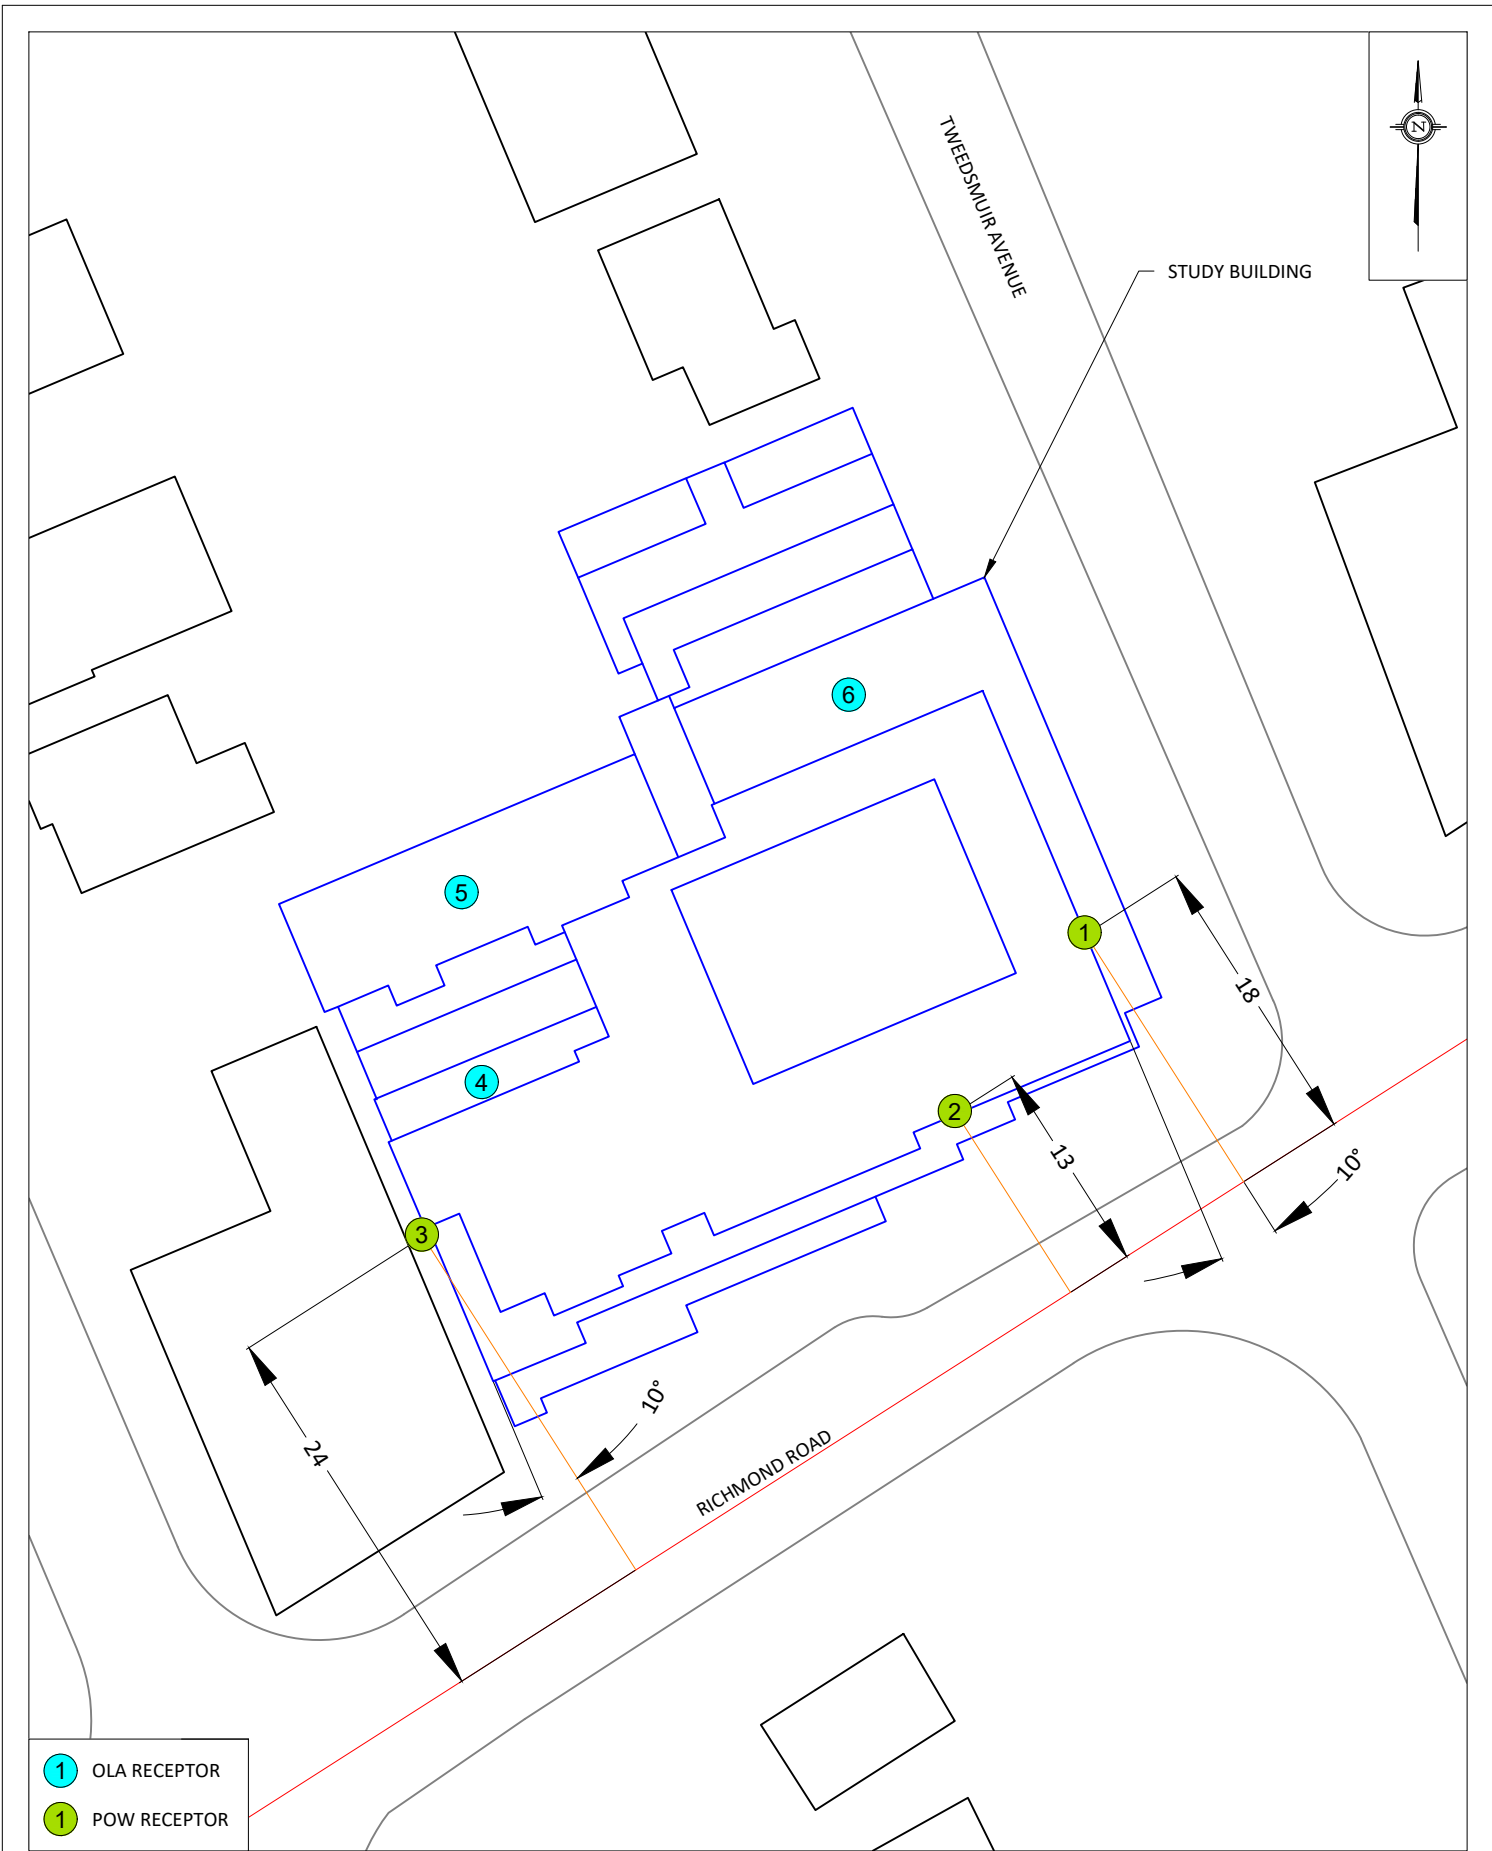 N
TWEEDSMUIR AVENUE
STUDY BUILDING
6
5
1
18
4
2
13
10°
3
10°
24
RICHMOND ROAD
1 OLA RECEPTOR
1 POW RECEPTOR